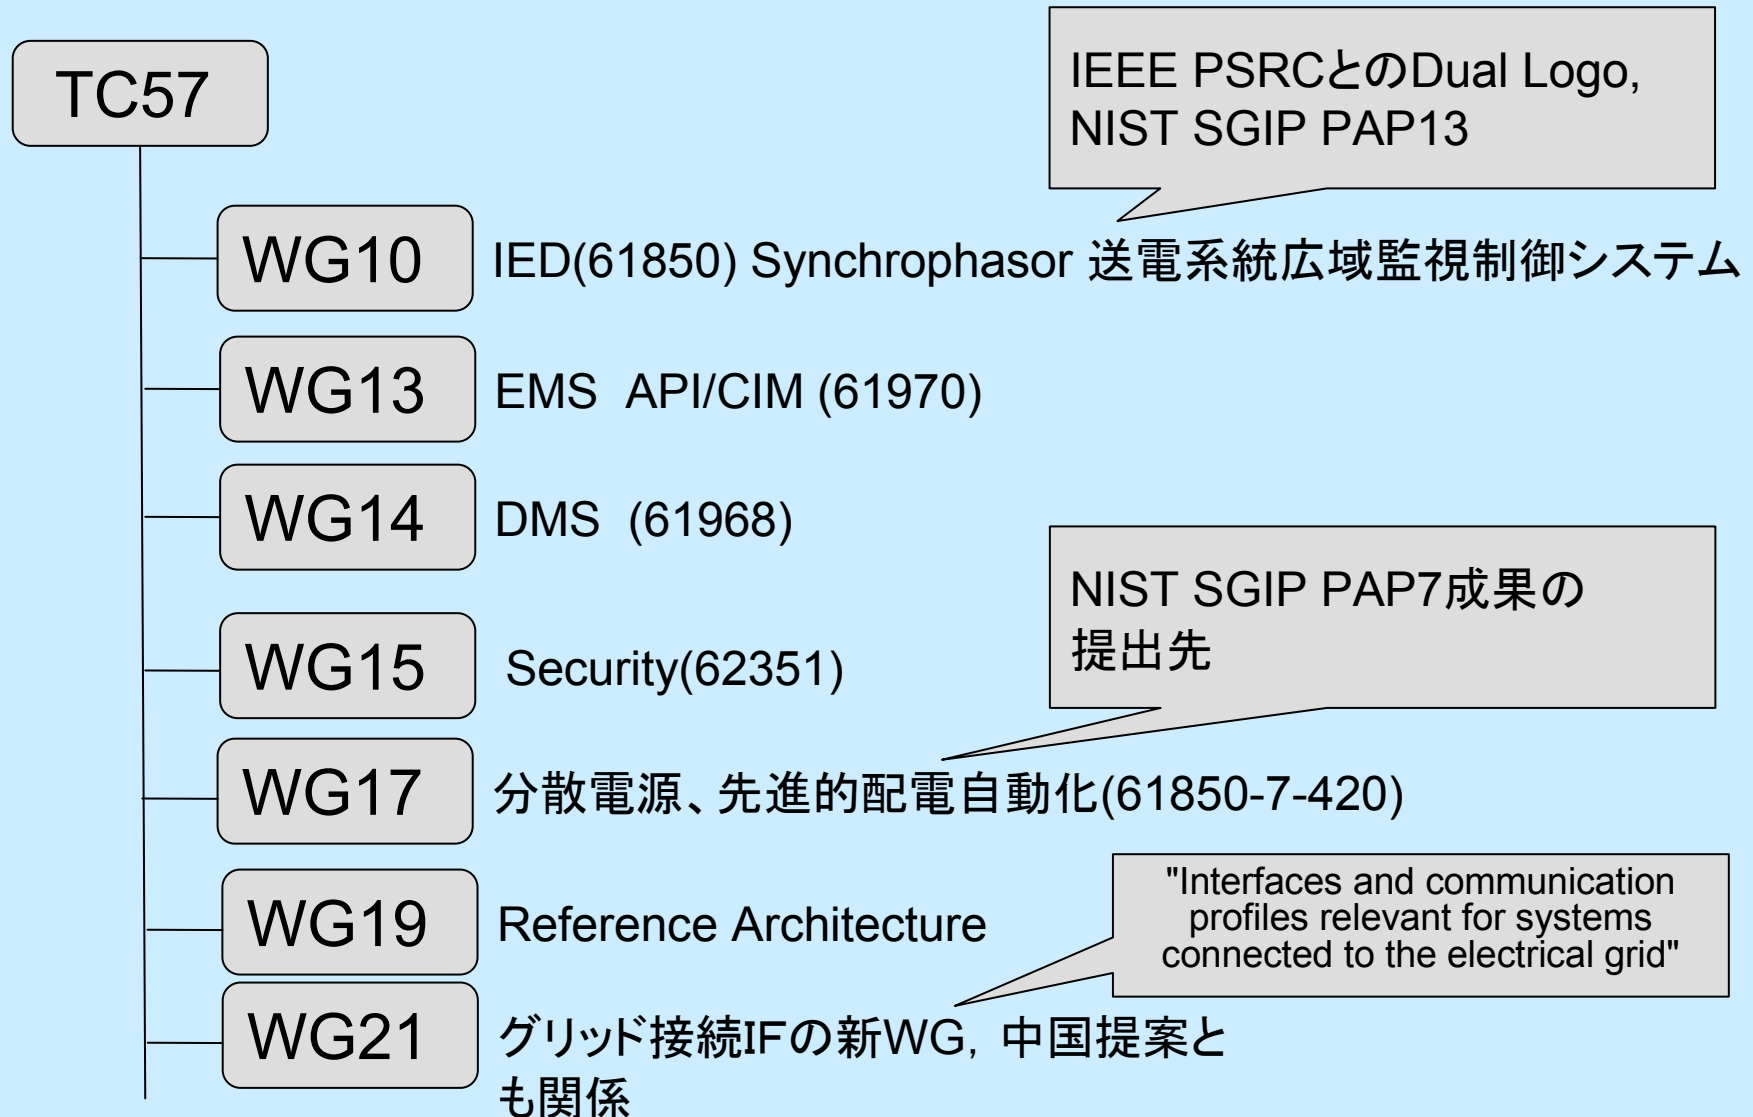 TC57
IEEE PSRCとのDual Logo,
NIST SGIP PAP13
WG10 IED(61850) Synchrophasor 送電系統広域監視制御システム
WG13 EMS API/CIM (61970)
WG14 DMS (61968)
NIST SGIP PAP7成果の
提出先
WG15 Security(62351)
WG17 分散電源、先進的配電自動化(61850-7-420)
"Interfaces and communication
profiles relevant for systems
connected to the electrical grid"
WG19 Reference Architecture
WG21 グリッド接続IFの新WG, 中国提案と
も関係